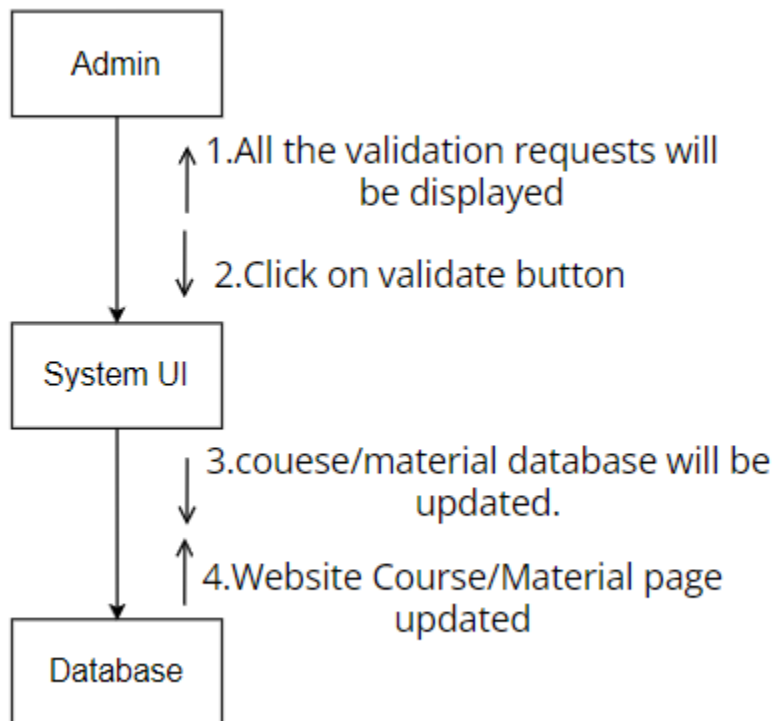 Admin
1.All the validation requests will
be displayed
2.Click on validate button
System UI
3.couese/material database will be
updated.
4.Website Course/Material page
updated
Database